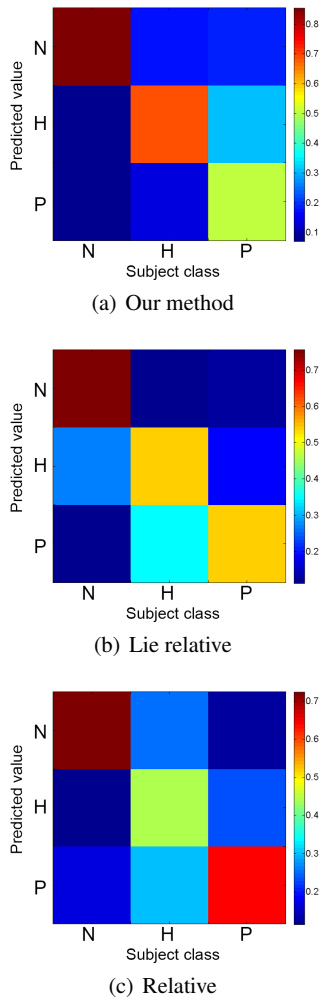 0.8
N
0.7
0.6
Predicted value
H
0.5
0.4
0.3
P
0.2
0.1
N H P
Subject class
(a) Our method
0.7
N
0.6
Predicted value
0.5
H
0.4
0.3
P
0.2
N H P
Subject class
(b) Lie relative
0.7
N
0.6
Predicted value
0.5
H
0.4
0.3
P
0.2
N H P
Subject class
(c) Relative